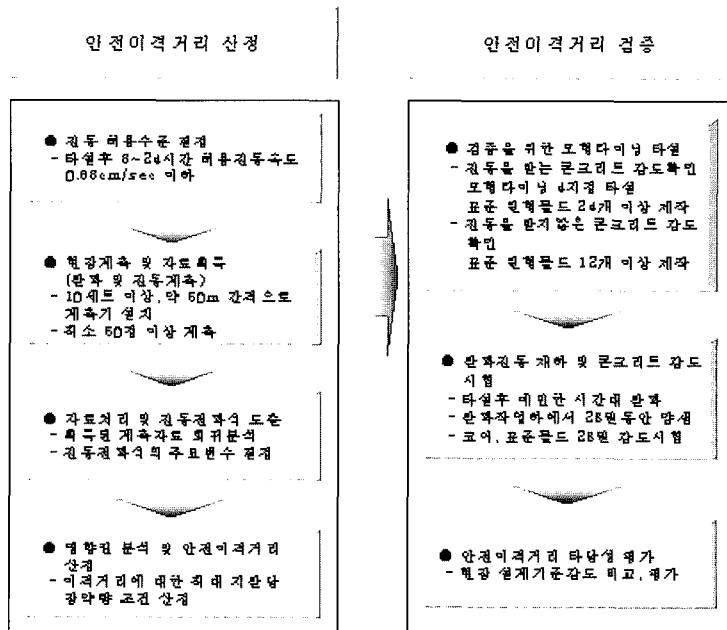 안전이격거리 산정
● 진동 허용수준 결정
- 타설후 8~24시간 허용진동속도
0.88cm/sec 이하
● 현장계측 및 자료획득
(발파 및 진동계측)
- 10세트 이상, 약 50m 간격으로
계측기 설치
- 최소 50점 이상 계측
● 자료처리 및 진동전파식 도출
- 획득된 계측자료 회귀분석
- 진동전파식의 주요변수 결정
● 영향권 분석 및 안전이격거리
산정
- 이격거리에 대한 최대 지발당
장약량 조건 산정
안전이격거리 검증
● 검증을 위한 모형라이닝 타설
- 진동을 받는 콘크리트 강도확인
모형라이닝 4지점 타설
표준 원형몰드 24개 이상 제작
- 진동을 받지 않은 콘크리트 강도
확인
표준 원형몰드 12개 이상 제작
● 발파진동 재하 및 콘크리트 강도
시험
- 타설후 예민한 시간대 발파
- 발파작업하에서 28일동안 양생
- 코어, 표준몰드 28일 강도시험
● 안전이격거리 타당성 평가
- 현장 설계기준강도 비교, 평가